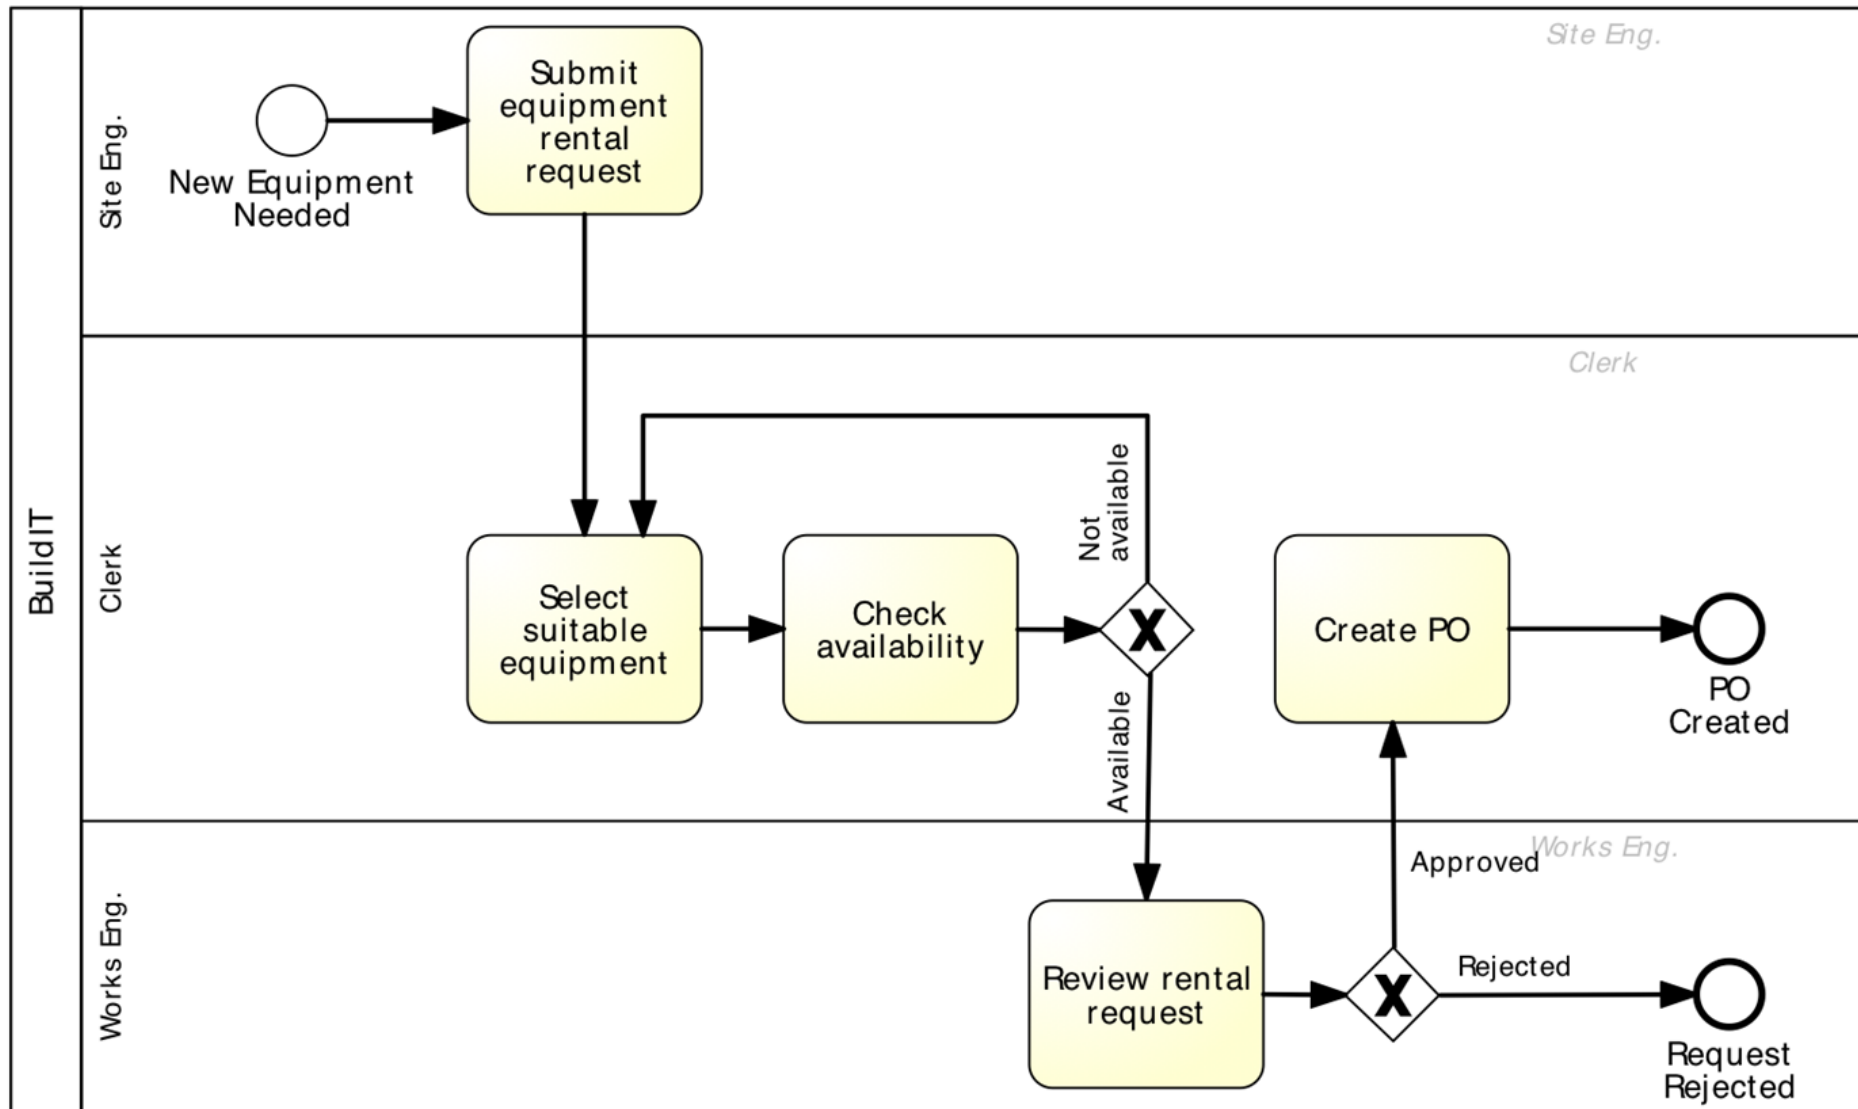 BuildIT
Site Eng.
Site Eng.
New Equipment
Needed
Submit
equipment
rental
request
Clerk
Clerk
Select
suitable
equipment
Check
availability
Not
available
Available
Create PO
PO
Created
Works Eng.
Works Eng.
Review rental
request
Approved
Rejected
Request
Rejected
X
X